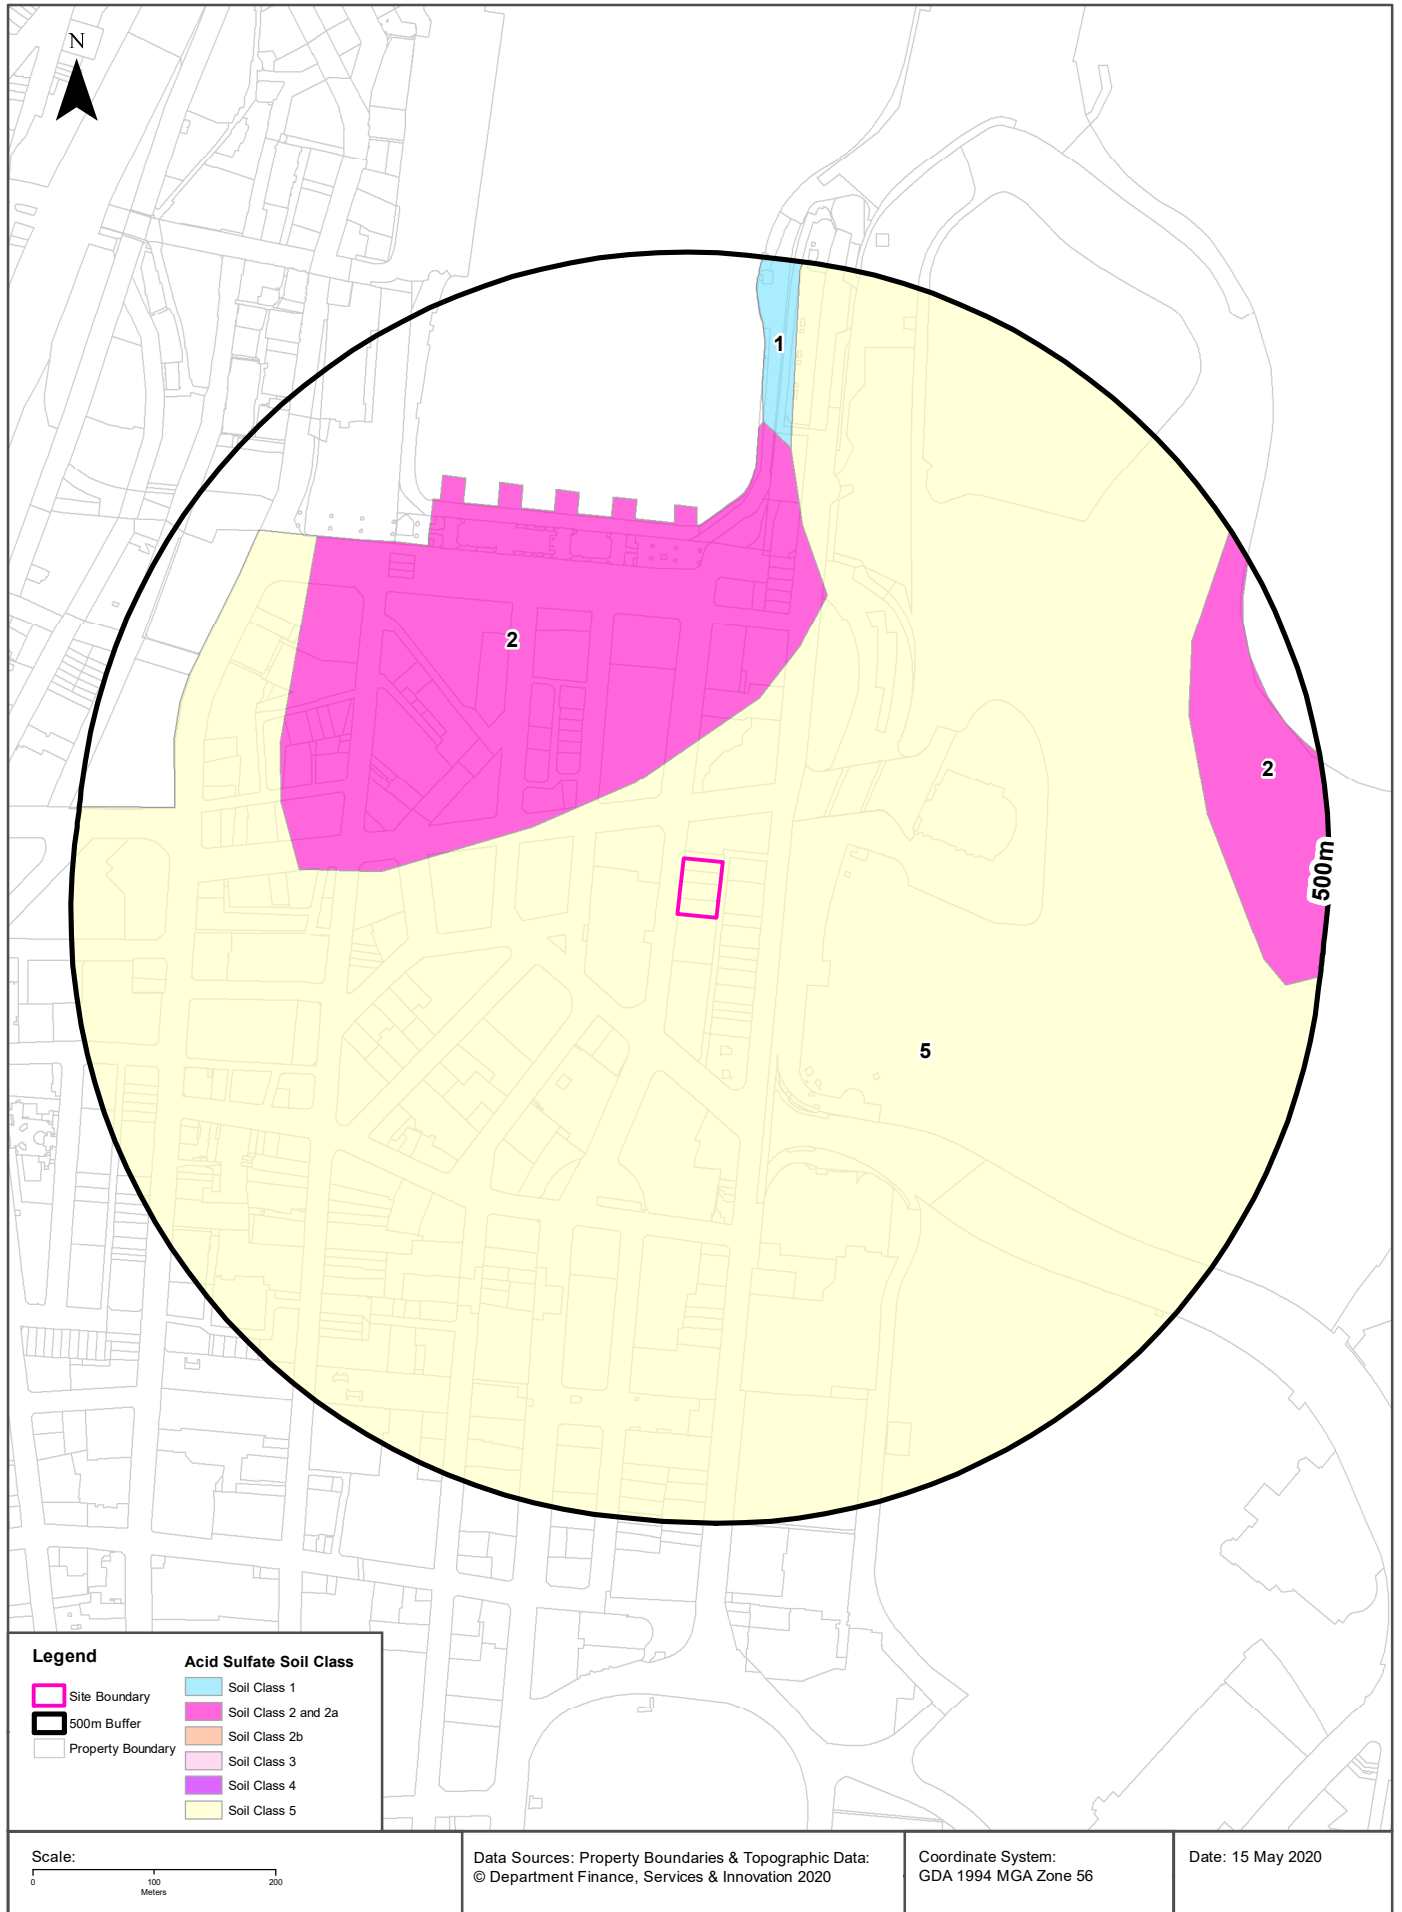 N
1
2
2
500m
5
Legend
Site Boundary
500m Buffer
Property Boundary
Acid Sulfate Soil Class
Soil Class 1
Soil Class 2 and 2a
Soil Class 2b
Soil Class 3
Soil Class 4
Soil Class 5
Scale:
0 100 200
Meters
Data Sources: Property Boundaries & Topographic Data:
© Department Finance, Services & Innovation 2020
Coordinate System:
GDA 1994 MGA Zone 56
Date: 15 May 2020